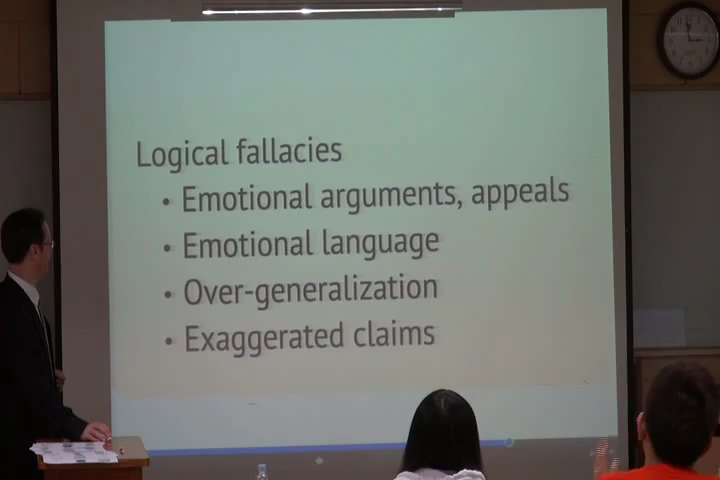 Logical fallacies
• Emotional arguments, appeals
• Emotional language
• Over-generalization
• Exaggerated claims